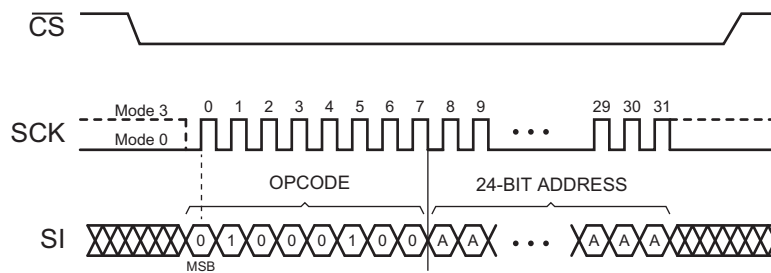 CS
0 1 2 3 4 5 6 7 8 9 29 30 31
Mode 3
SCK
Mode 0
• • •
OPCODE 24-BIT ADDRESS
SI 0 1 0 0 0 1 0 0 A A • • • A A A
MSB